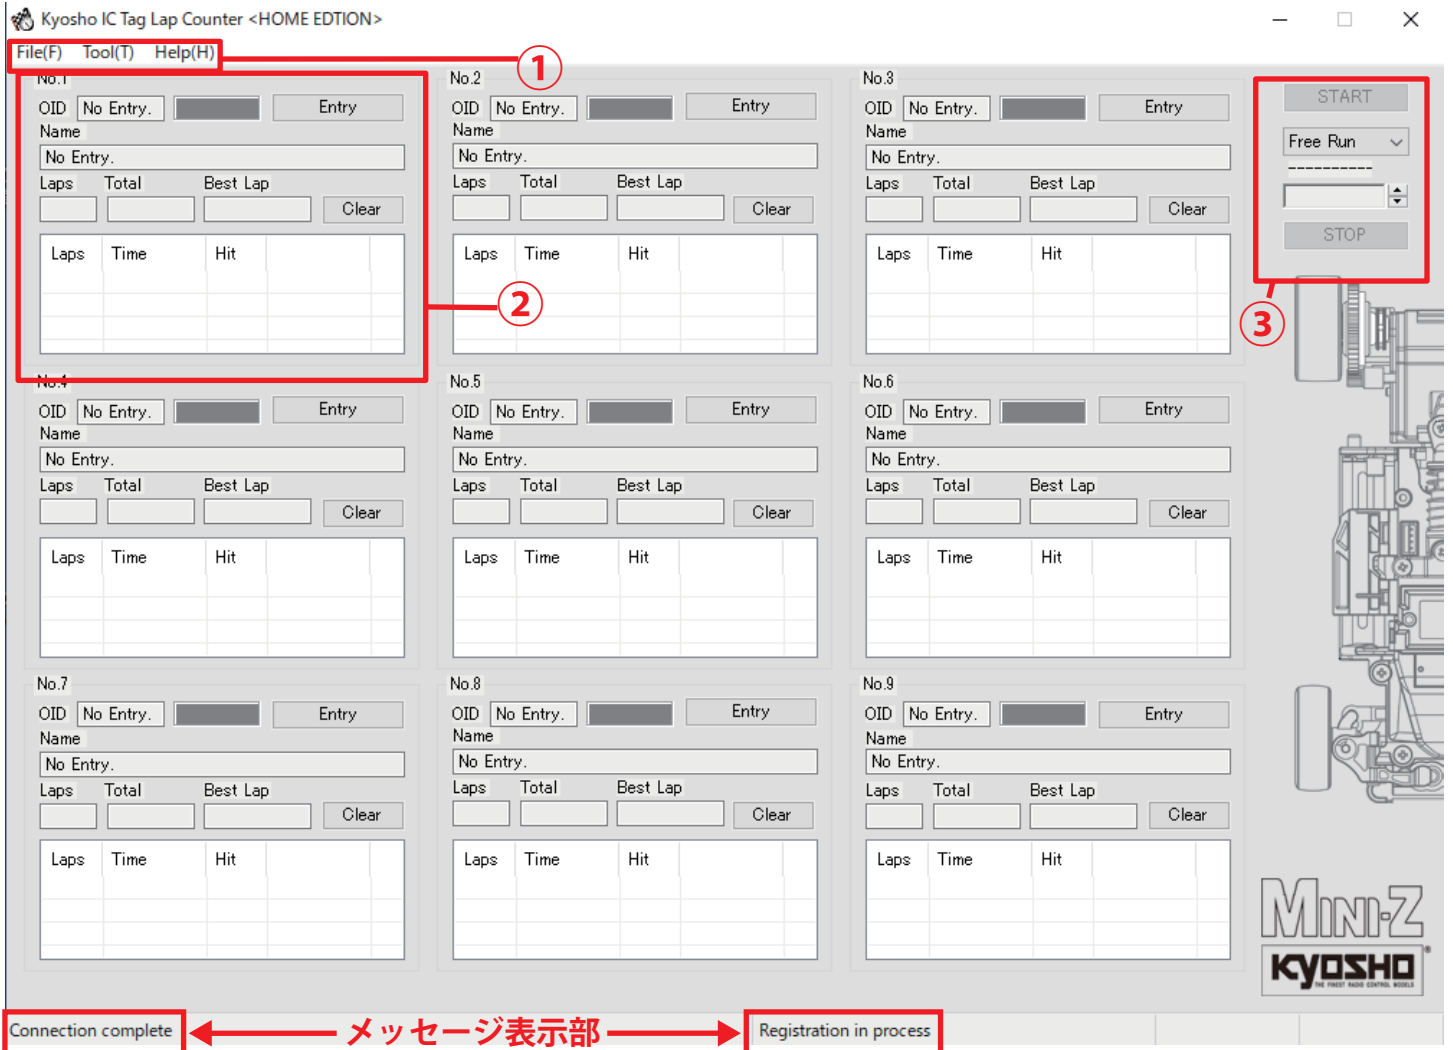 Kyosho IC Tag Lap Counter <HOME EDTION>
File(F) Tool(T) Help(H)
①
No.1
OID No Entry. Entry
Name
No Entry.
Laps Total Best Lap
Clear
Laps Time Hit
②
No.2
OID No Entry. Entry
Name
No Entry.
Laps Total Best Lap
Clear
Laps Time Hit
No.3
OID No Entry. Entry
Name
No Entry.
Laps Total Best Lap
Clear
Laps Time Hit
START
Free Run
----------
STOP
③
No.4
OID No Entry. Entry
Name
No Entry.
Laps Total Best Lap
Clear
Laps Time Hit
No.5
OID No Entry. Entry
Name
No Entry.
Laps Total Best Lap
Clear
Laps Time Hit
No.6
OID No Entry. Entry
Name
No Entry.
Laps Total Best Lap
Clear
Laps Time Hit
No.7
OID No Entry. Entry
Name
No Entry.
Laps Total Best Lap
Clear
Laps Time Hit
No.8
OID No Entry. Entry
Name
No Entry.
Laps Total Best Lap
Clear
Laps Time Hit
No.9
OID No Entry. Entry
Name
No Entry.
Laps Total Best Lap
Clear
Laps Time Hit
MINI-Z
KYOSHO®
THE FINEST RADIO CONTROL MODELS
Connection complete メッセージ表示部 Registration in process